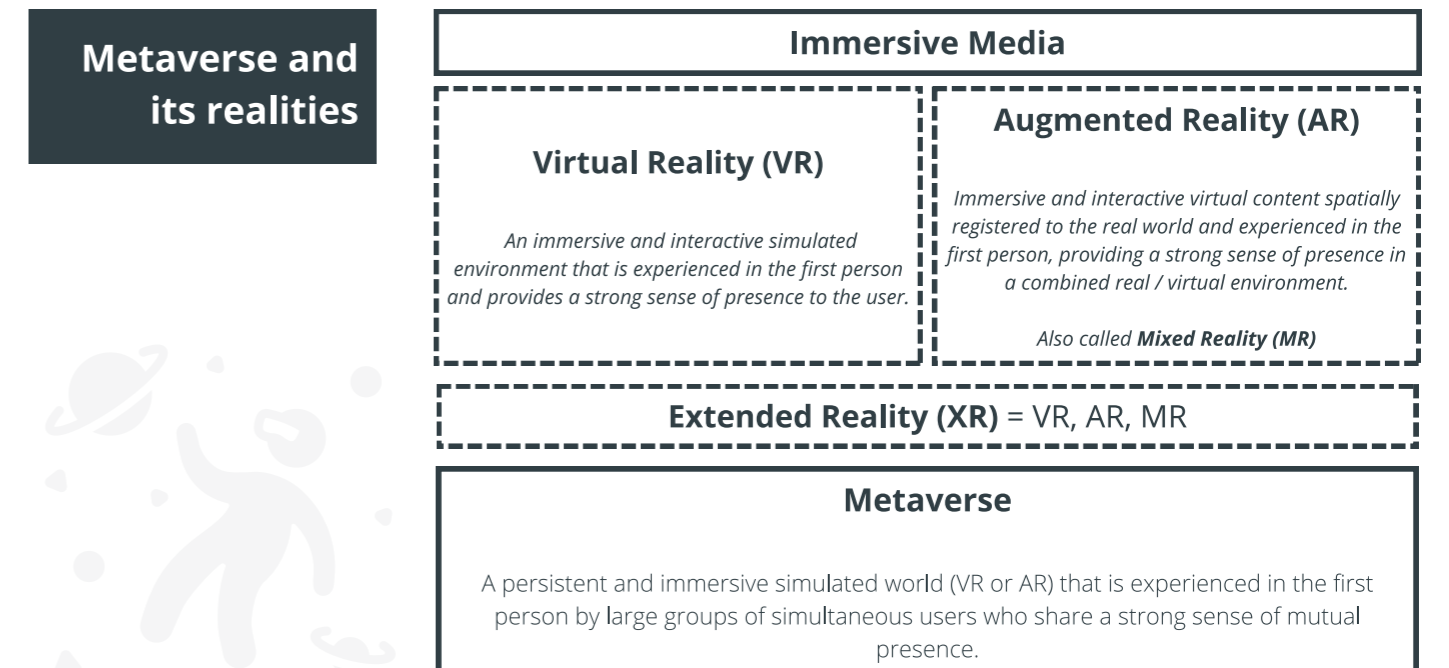 Metaverse and
its realities
Immersive Media
Virtual Reality (VR)
An immersive and interactive simulated
environment that is experienced in the first person
and provides a strong sense of presence to the user.
Augmented Reality (AR)
Immersive and interactive virtual content spatially
registered to the real world and experienced in the
first person, providing a strong sense of presence in
a combined real / virtual environment.
Also called Mixed Reality (MR)
Extended Reality (XR) = VR, AR, MR
Metaverse
A persistent and immersive simulated world (VR or AR) that is experienced in the first
person by large groups of simultaneous users who share a strong sense of mutual
presence.